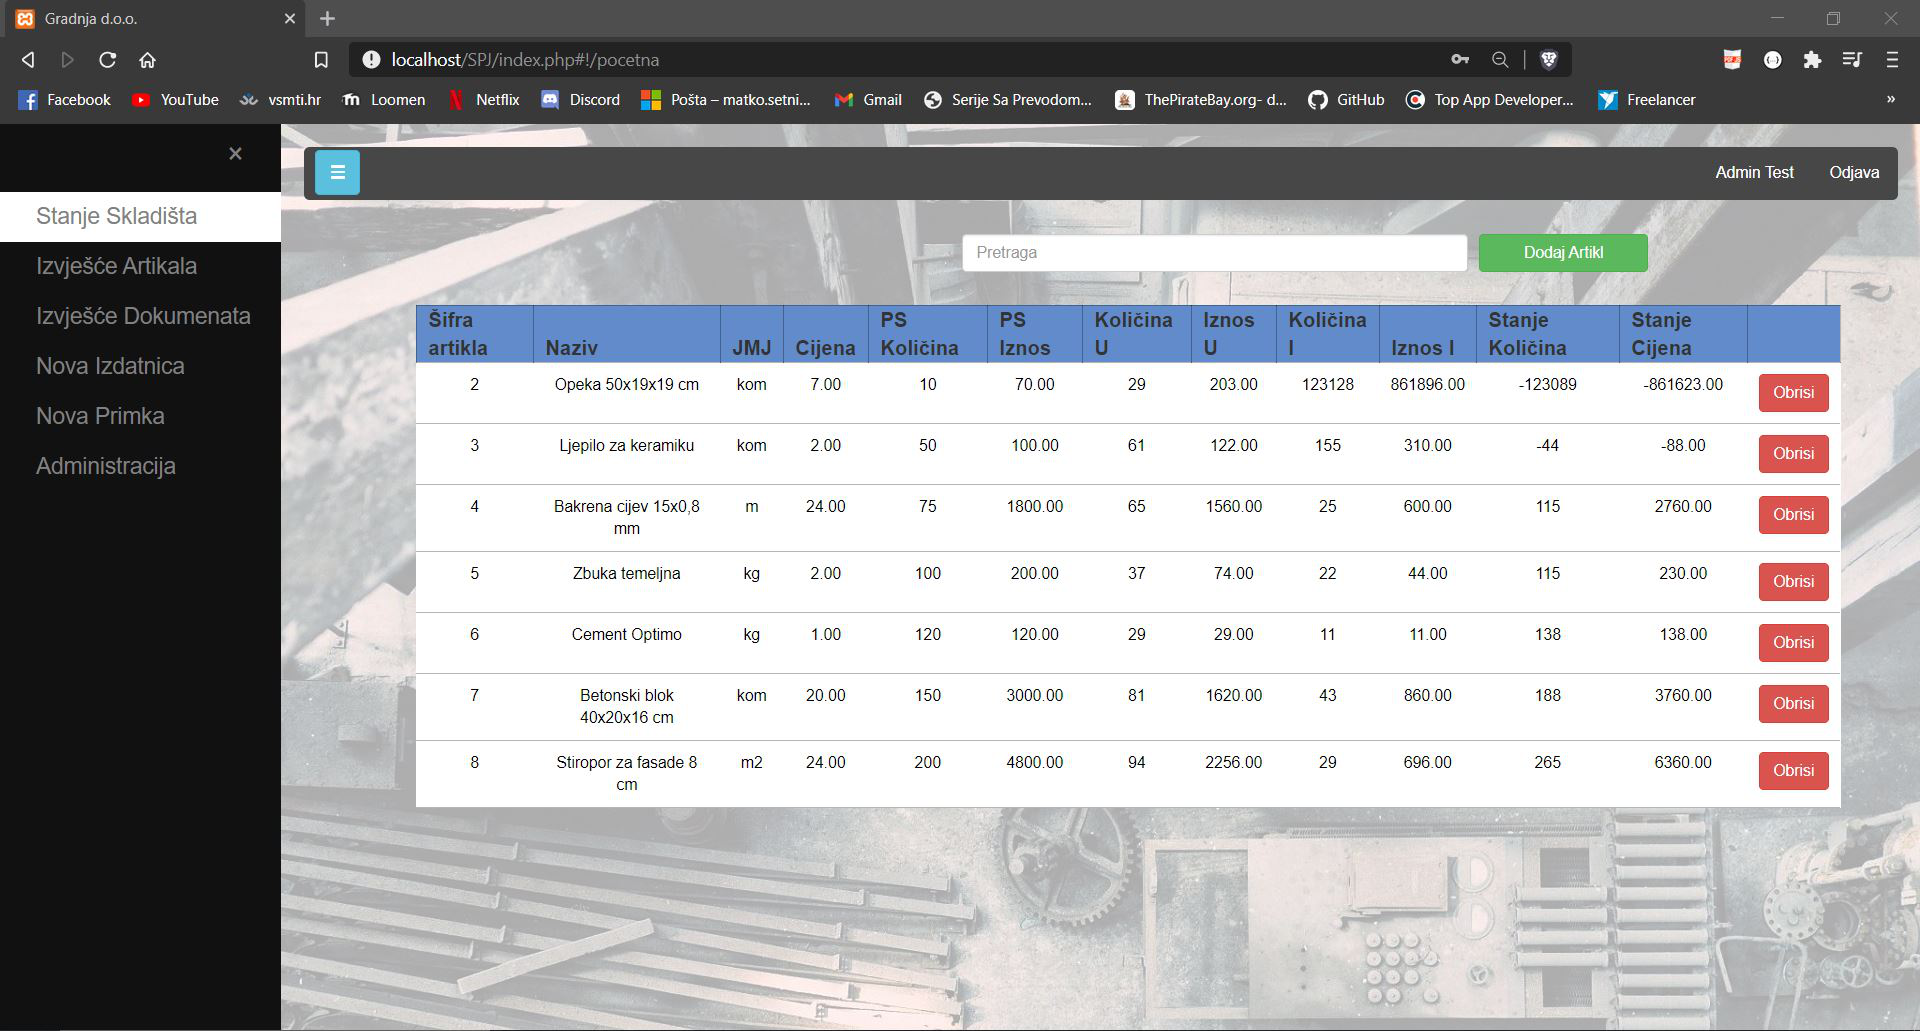 Gradnja d.o.o.
localhost/SPJ/index.php#!/pocetna
Facebook YouTube vsmti.hr Loomen Netflix Discord Pošta – matko.setni... Gmail Serije Sa Prevodom... ThePirateBay.org- d... GitHub Top App Developer... Freelancer »
Admin Test Odjava
Stanje Skladišta
Izvješće Artikala
Izvješće Dokumenata
Nova Izdatnica
Nova Primka
Administracija
Pretraga Dodaj Artikl
Šifra PS PS Količina Iznos Količina Stanje Stanje
artikla Naziv JMJ Cijena Količina Iznos U U I Iznos I Količina Cijena
2 Opeka 50x19x19 cm kom 7.00 10 70.00 29 203.00 123128 861896.00 -123089 -861623.00 Obrisi
3 Ljepilo za keramiku kom 2.00 50 100.00 61 122.00 155 310.00 -44 -88.00 Obrisi
4 Bakrena cijev 15x0,8 m 24.00 75 1800.00 65 1560.00 25 600.00 115 2760.00 Obrisi
mm
5 Zbuka temeljna kg 2.00 100 200.00 37 74.00 22 44.00 115 230.00 Obrisi
6 Cement Optimo kg 1.00 120 120.00 29 29.00 11 11.00 138 138.00 Obrisi
7 Betonski blok kom 20.00 150 3000.00 81 1620.00 43 860.00 188 3760.00 Obrisi
40x20x16 cm
8 Stiropor za fasade 8 m2 24.00 200 4800.00 94 2256.00 29 696.00 265 6360.00 Obrisi
cm